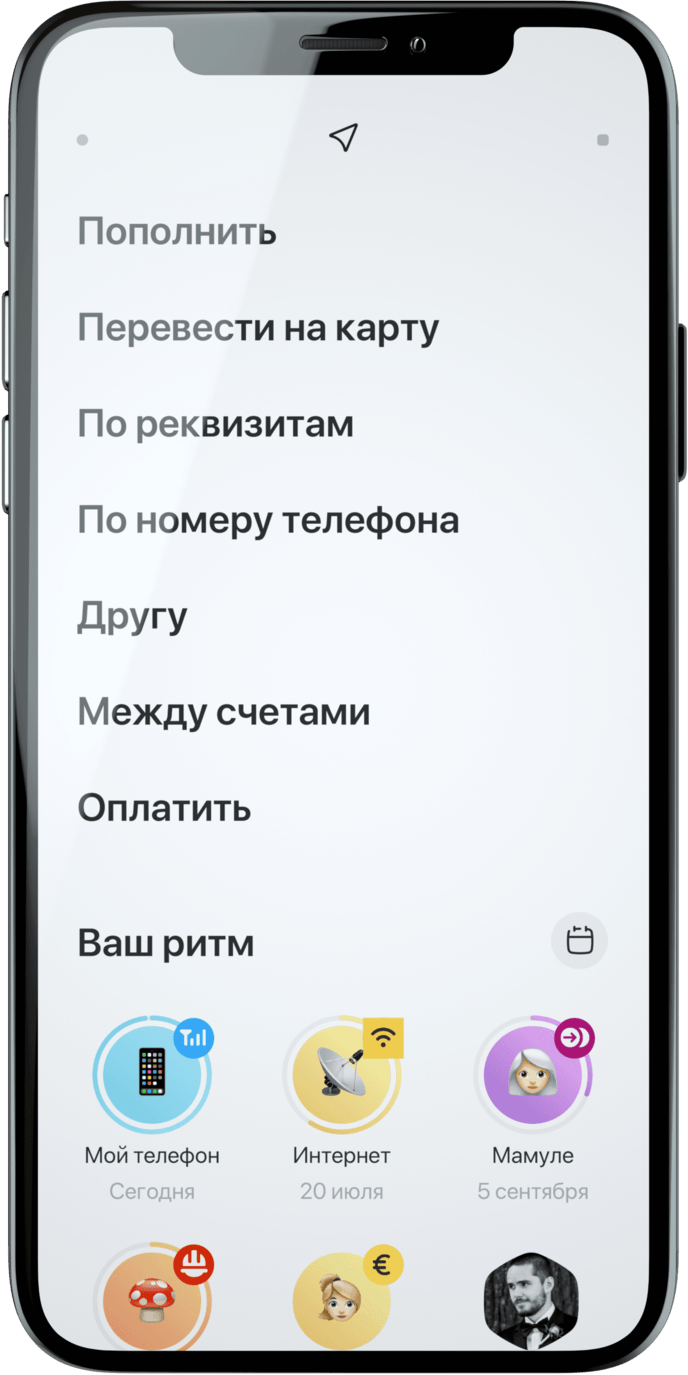 Пополнить
Перевести на карту
По реквизитам
По номеру телефона
Другу
Между счетами
Оплатить
Ваш ритм
Мой телефон
Интернет
Мамуле
Сегодня
20 июля
5 сентября
€